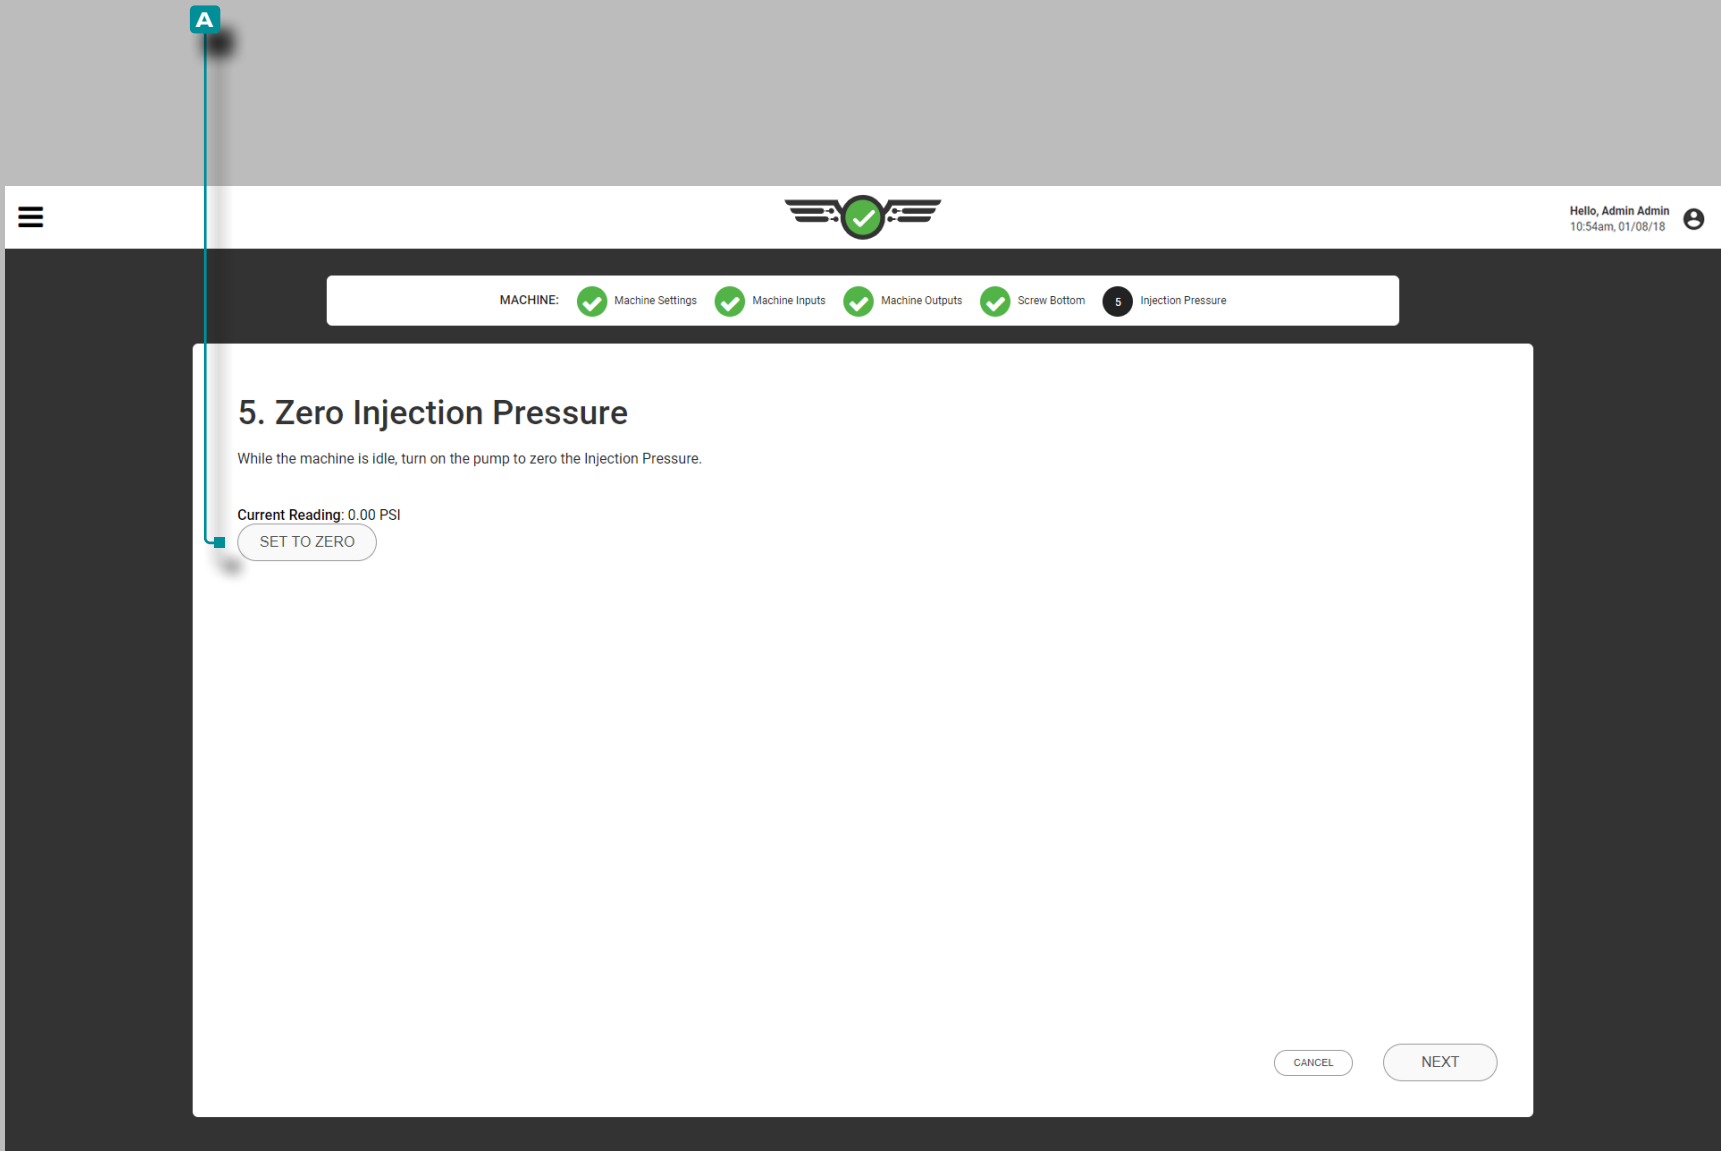 A
Hello, Admin Admin
10:54am, 01/08/18
MACHINE: Machine Settings Machine Inputs Machine Outputs Screw Bottom 5 Injection Pressure
5. Zero Injection Pressure
While the machine is idle, turn on the pump to zero the Injection Pressure.
Current Reading: 0.00 PSI
SET TO ZERO
CANCEL NEXT